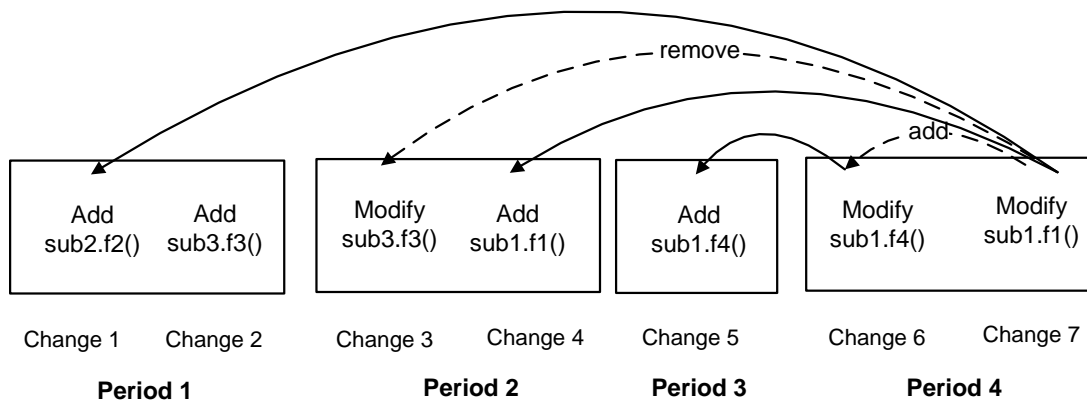 remove
add
Add
sub2.f2()
Add
sub3.f3()
Modify
sub3.f3()
Add
sub1.f1()
Add
sub1.f4()
Modify
sub1.f4()
Modify
sub1.f1()
Change 1
Change 2
Change 3
Change 4
Change 5
Change 6
Change 7
Period 1
Period 2
Period 3
Period 4